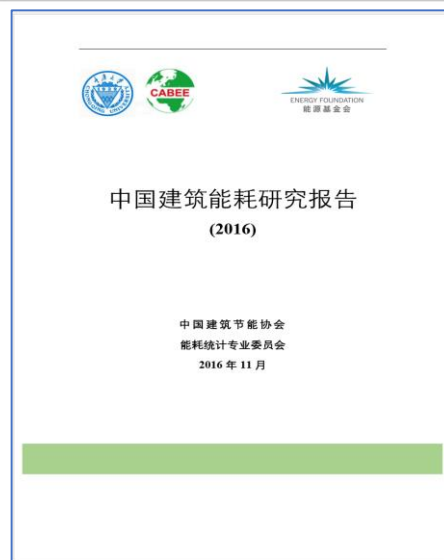 CHONGQING UNIVERSITY
CABEE
ENERGY FOUNDATION
能源基金会
中国建筑能耗研究报告
(2016)
中国建筑节能协会
能耗统计专业委员会
2016 年 11 月